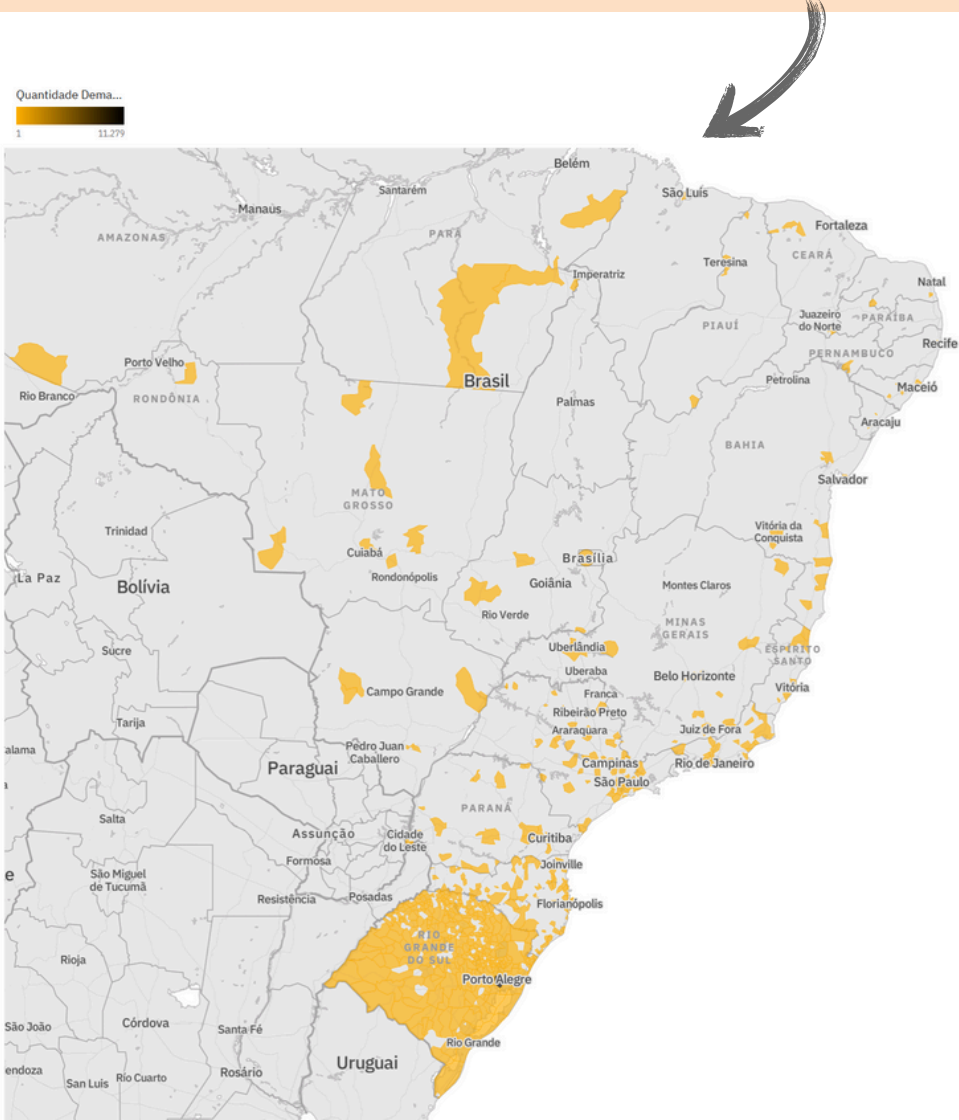 Quantidade Dema...
1 11.279
Belém
São Luís
Santarém
Manaus
Fortaleza
AMAZONAS
PARÁ
CEARÁ
Teresina
Imperatriz
Natal
Juazeiro
do Norte
PARAÍBA
PIAUÍ
Recife
PERNAMBUCO
Porto Velho
Brasil
Petrolina
Maceió
Rio Branco
RONDÔNIA
Palmas
Aracaju
BAHIA
Salvador
MATO
GROSSO
Trinidad
Vitória da
Conquista
Cuiabá
Brasília
La Paz
Bolívia
Rondonópolis
Goiânia
Montes Claros
Rio Verde
MINAS
GERAIS
Sucre
Uberlândia
ESPÍRITO
SANTO
Uberaba
Belo Horizonte
Campo Grande
Franca
Vitória
Ribeirão Preto
Tarija
Araraquara
Juiz de Fora
alama
Pedro Juan
Caballero
Paraguai
Campinas
Rio de Janeiro
São Paulo
PARANÁ
Salta
Assunção
Cidade
do Leste
Curitiba
Formosa
Joinville
e
São Miguel
de Tucumã
Resistência
Posadas
Florianópolis
RIO
GRANDE
DO SUL
Rioja
Porto Alegre
São João
Córdova
Santa Fé
Rio Grande
Uruguai
endoza
San Luis
Río Cuarto
Rosário